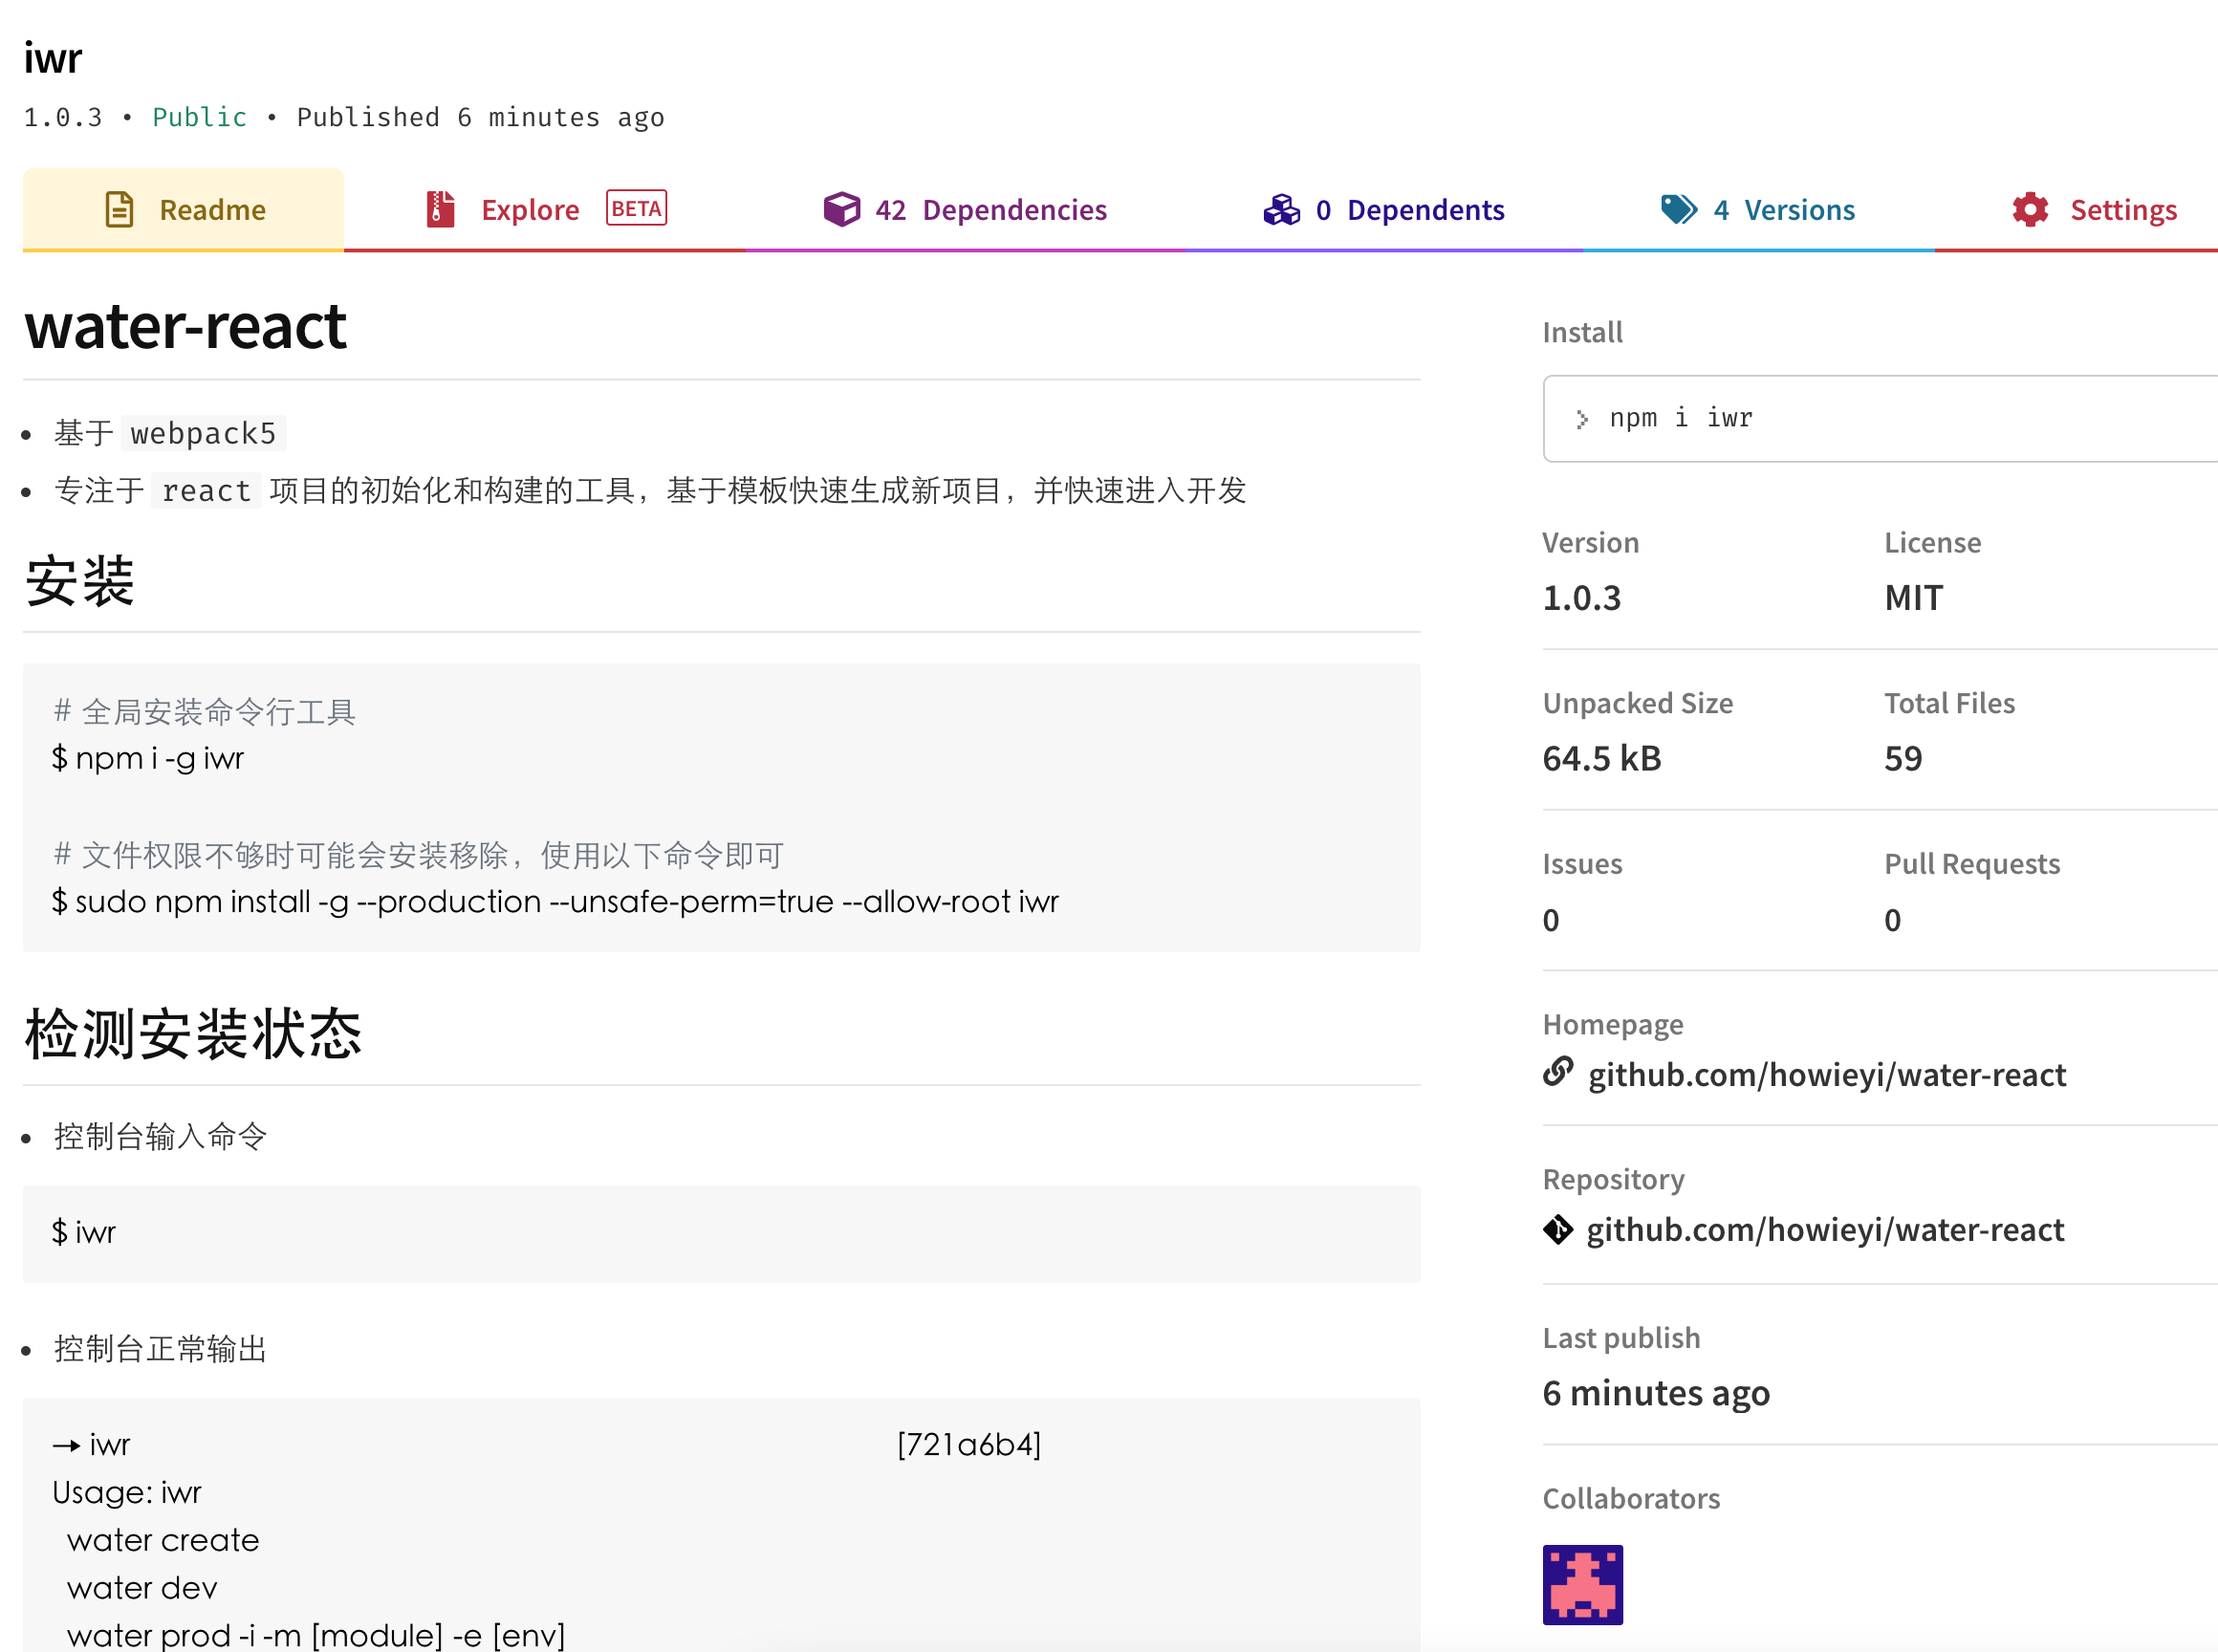 iwr
1.0.3 • Public • Published 6 minutes ago
Readme
Explore BETA
42 Dependencies
0 Dependents
4 Versions
Settings
water-react
• 基于 webpack5
• 专注于 react 项目的初始化和构建的工具，基于模板快速生成新项目，并快速进入开发
安装
# 全局安装命令行工具
$ npm i -g iwr
# 文件权限不够时可能会安装移除，使用以下命令即可
$ sudo npm install -g --production --unsafe-perm=true --allow-root iwr
检测安装状态
• 控制台输入命令
$ iwr
• 控制台正常输出
→ iwr [721a6b4]
Usage: iwr
water create
water dev
water prod -i -m [module] -e [env]
Install
npm i iwr
Version
License
1.0.3
MIT
Unpacked Size
Total Files
64.5 kB
59
Issues
Pull Requests
0
0
Homepage
github.com/howieyi/water-react
Repository
github.com/howieyi/water-react
Last publish
6 minutes ago
Collaborators